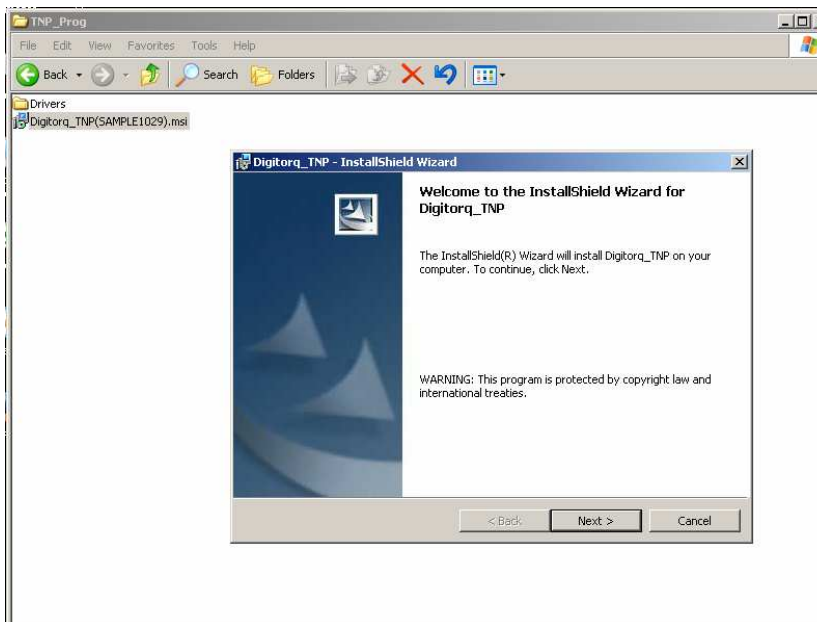 TNP_Prog
File Edit View Favorites Tools Help
Back Search Folders
Drivers
Digitorq_TNP(SAMPLE1029).msi
Digitorq_TNP - InstallShield Wizard
Welcome to the InstallShield Wizard for
Digitorq_TNP
The InstallShield(R) Wizard will install Digitorq_TNP on your
computer. To continue, click Next.
WARNING: This program is protected by copyright law and
international treaties.
< Back Next > Cancel